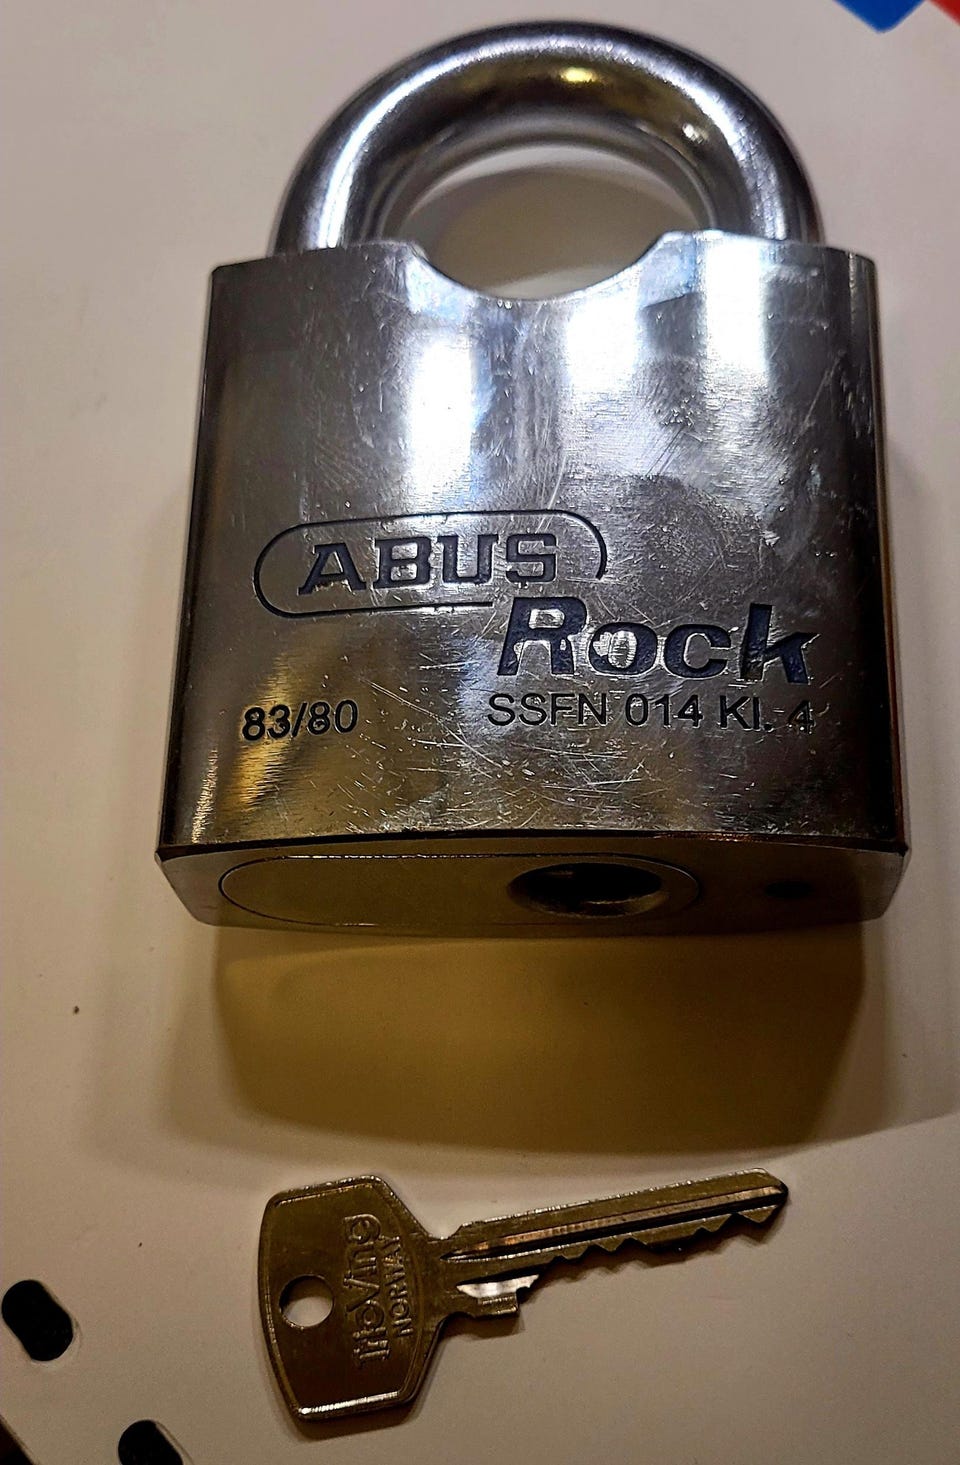 ABUS
Rock
83/80
SSFN 014 Kl. 4
TrioVing
NORWAY